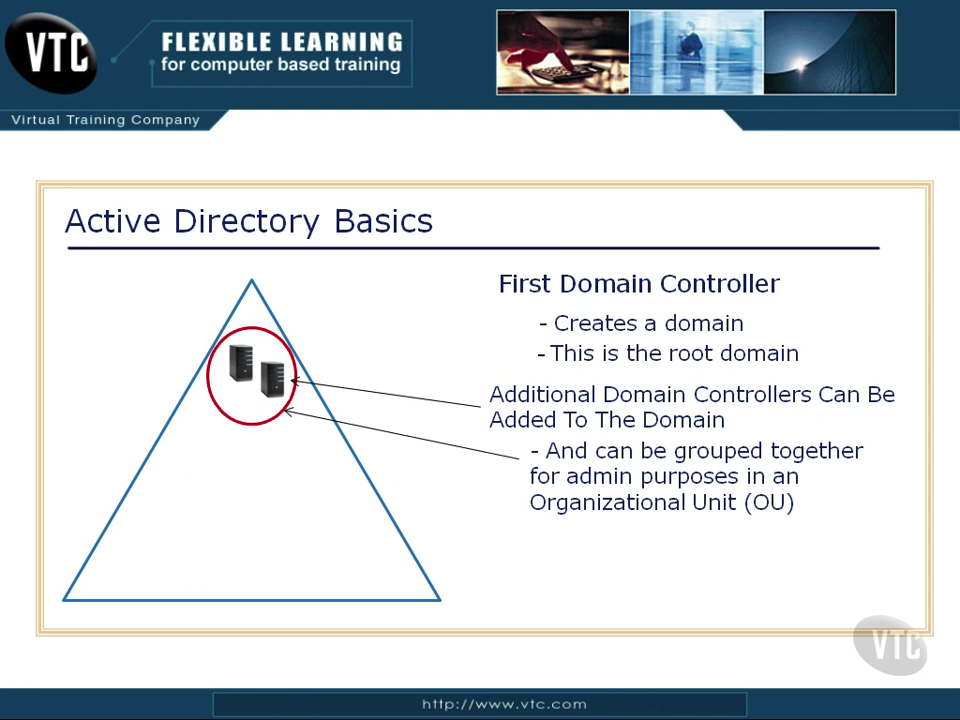 VTC
FLEXIBLE LEARNING
for computer based training
Virtual Training Company
Active Directory Basics
First Domain Controller
- Creates a domain
- This is the root domain
Additional Domain Controllers Can Be
Added To The Domain
- And can be grouped together
for admin purposes in an
Organizational Unit (OU)
VTC
http://www.vtc.com